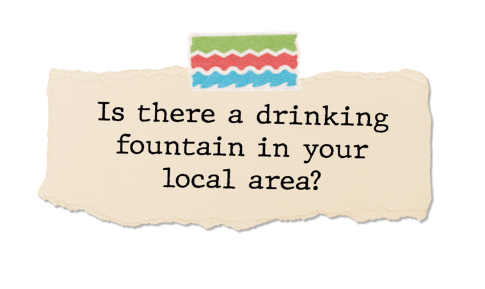 Is there a drinking
fountain in your
local area?